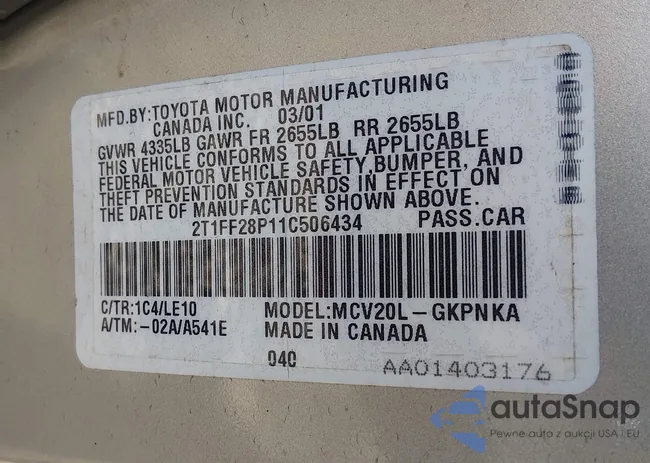 MFD.BY:TOYOTA MOTOR MANUFACTURING
CANADA INC. 03/01
GVWR 4335LB GAWR FR 2655LB RR 2655LB
THIS VEHICLE CONFORMS TO ALL APPLICABLE
FEDERAL MOTOR VEHICLE SAFETY,BUMPER, AND
THEFT PREVENTION STANDARDS IN EFFECT ON
THE DATE OF MANUFACTURE SHOWN ABOVE.
2T1FF28P11C506434 PASS.CAR
C/TR:1C4/LE10 MODEL:MCV20L-GKPNKA
A/TM:-02A/A541E MADE IN CANADA
040 AA01403176
autaSnap
Pewne auta z aukcji USA i EU